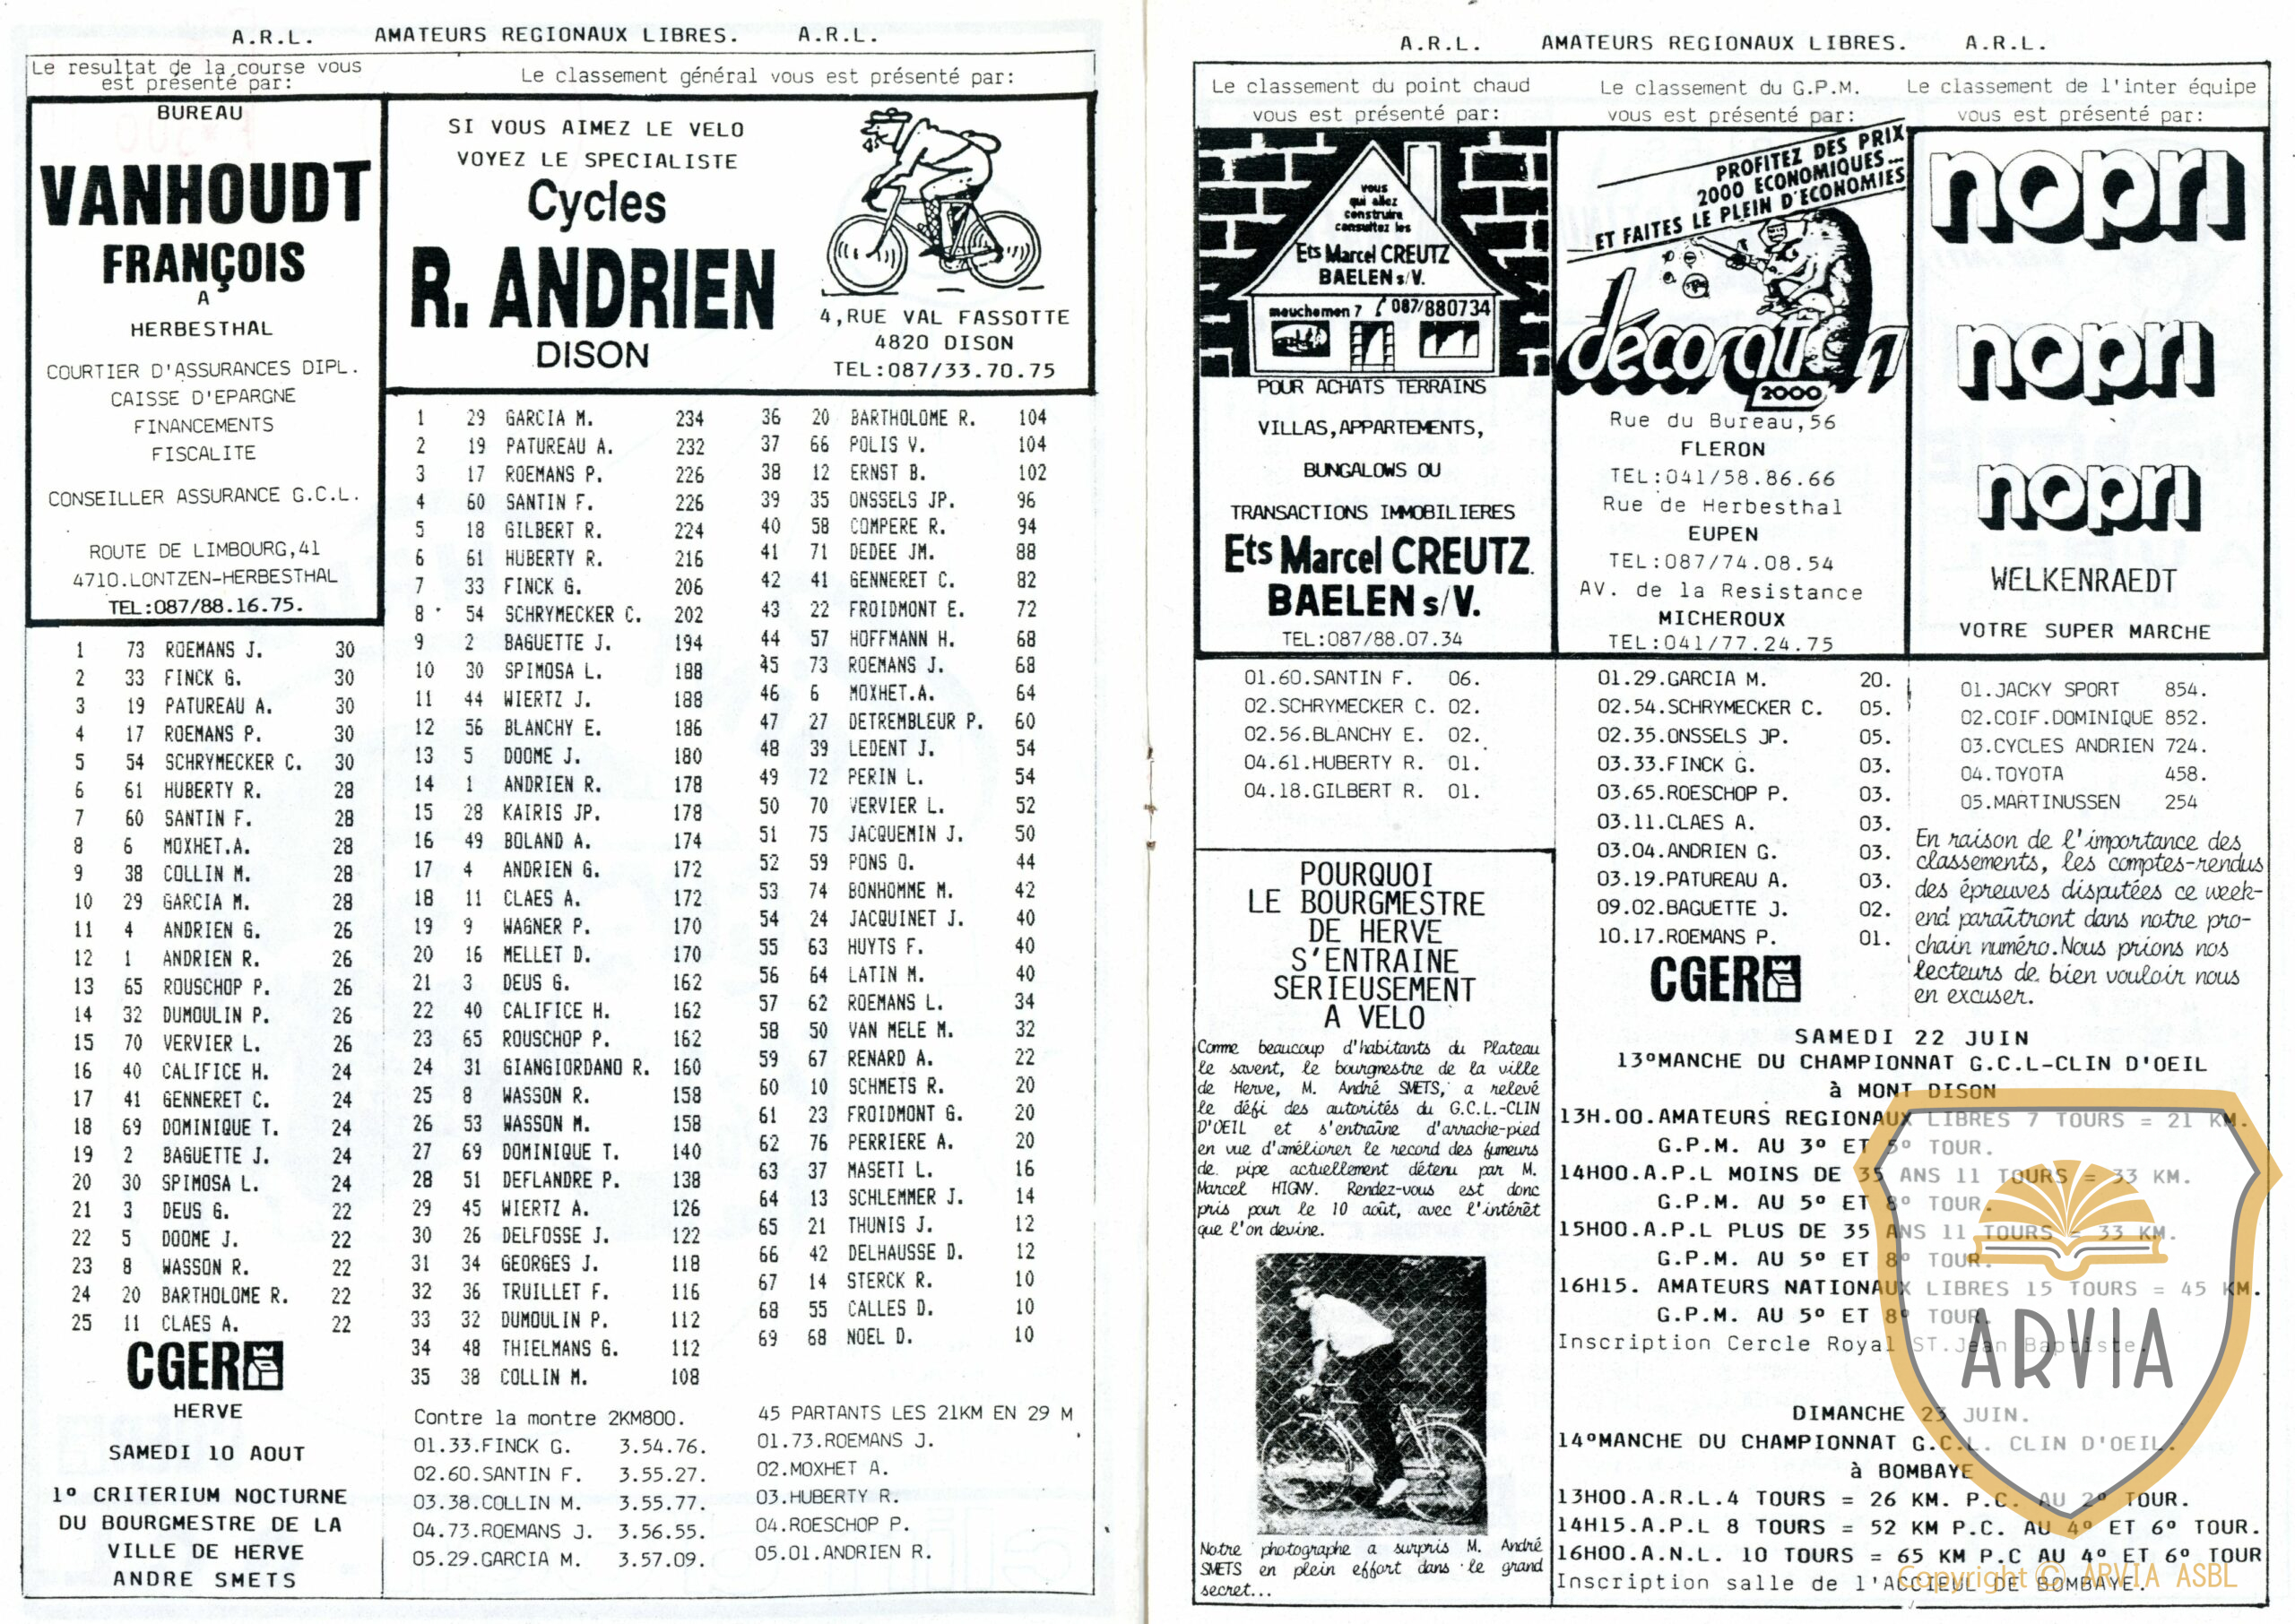 A.R.L. AMATEURS REGIONAUX LIBRES. A.R.L.
Le resultat de la course vous
est présenté par:
BUREAU
VANHOUDT
FRANÇOIS
A
HERBESTHAL
COURTIER D'ASSURANCES DIPL.
CAISSE D'EPARGNE
FINANCEMENTS
FISCALITE
CONSEILLER ASSURANCE G.C.L.
ROUTE DE LIMBOURG,41
4710.LONTZEN-HERBESTHAL
TEL:087/88.16.75.
1 73 ROEMANS J. 30
2 33 FINCK G. 30
3 19 PATUREAU A. 30
4 17 ROEMANS P. 30
5 54 SCHRYMECKER C. 30
6 61 HUBERTY R. 28
7 60 SANTIN F. 28
8 6 MOXHET.A. 28
9 38 COLLIN M. 28
10 29 GARCIA M. 28
11 4 ANDRIEN G. 26
12 1 ANDRIEN R. 26
13 65 ROUSCHOP P. 26
14 32 DUMOULIN P. 26
15 70 VERVIER L. 26
16 40 CALIFICE H. 24
17 41 GENNERET C. 24
18 69 DOMINIQUE T. 24
19 2 BAGUETTE J. 24
20 30 SPIMOSA L. 24
21 3 DEUS G. 22
22 5 DOOME J. 22
23 8 WASSON R. 22
24 20 BARTHOLOME R. 22
25 11 CLAES A. 22
CGER
HERVE
SAMEDI 10 AOUT
1º CRITERIUM NOCTURNE
DU BOURGMESTRE DE LA
VILLE DE HERVE
ANDRE SMETS
Le classement général vous est présenté par:
SI VOUS AIMEZ LE VELO
VOYEZ LE SPECIALISTE
Cycles
R. ANDRIEN
DISON
4,RUE VAL FASSOTTE
4820 DISON
TEL:087/33.70.75
1 29 GARCIA M. 234
2 19 PATUREAU A. 232
3 17 ROEMANS P. 226
4 60 SANTIN F. 226
5 18 GILBERT R. 224
6 61 HUBERTY R. 216
7 33 FINCK G. 206
8 54 SCHRYMECKER C. 202
9 2 BAGUETTE J. 194
10 30 SPIMOSA L. 188
11 44 WIERTZ J. 188
12 56 BLANCHY E. 186
13 5 DOOME J. 180
14 1 ANDRIEN R. 178
15 28 KAIRIS JP. 178
16 49 BOLAND A. 174
17 4 ANDRIEN G. 172
18 11 CLAES A. 172
19 9 WAGNER P. 170
20 16 MELLET D. 170
21 3 DEUS G. 162
22 40 CALIFICE H. 162
23 65 ROUSCHOP P. 162
24 31 GIANGIORDANO R. 160
25 8 WASSON R. 158
26 53 WASSON M. 158
27 69 DOMINIQUE T. 140
28 51 DEFLANDRE P. 138
29 45 WIERTZ A. 126
30 26 DELFOSSE J. 122
31 34 GEORGES J. 118
32 36 TRUILLET F. 116
33 32 DUMOULIN P. 112
34 48 THIELMANS G. 112
35 38 COLLIN M. 108
36 20 BARTHOLOME R. 104
37 66 POLIS V. 104
38 12 ERNST B. 102
39 35 ONSSELS JP. 96
40 58 COMPERE R. 94
41 71 DEDEE JM. 88
42 41 GENNERET C. 82
43 22 FROIDMONT E. 72
44 57 HOFFMANN H. 68
45 73 ROEMANS J. 68
46 6 MOXHET.A. 64
47 27 DETREMBLEUR P. 60
48 39 LEDENT J. 54
49 72 PERIN L. 54
50 70 VERVIER L. 52
51 75 JACQUEMIN J. 50
52 59 PONS O. 44
53 74 BONHOMME M. 42
54 24 JACQUINET J. 40
55 63 HUYTS F. 40
56 64 LATIN M. 40
57 62 ROEMANS L. 34
58 50 VAN MELE M. 32
59 67 RENARD A. 22
60 10 SCHMETS R. 20
61 23 FROIDMONT G. 20
62 76 PERRIERE A. 20
63 37 MASETI L. 16
64 13 SCHLEMMER J. 14
65 21 THUNIS J. 12
66 42 DELHAUSSE D. 12
67 14 STERCK R. 10
68 55 CALLES D. 10
69 68 NOEL D. 10
Contre la montre 2KM800.
01.33.FINCK G. 3.54.76.
02.60.SANTIN F. 3.55.27.
03.38.COLLIN M. 3.55.77.
04.73.ROEMANS J. 3.56.55.
05.29.GARCIA M. 3.57.09.
45 PARTANTS LES 21KM EN 29 M
01.73.ROEMANS J.
02.MOXHET A.
03.HUBERTY R.
04.ROESCHOP P.
05.01.ANDRIEN R.
A.R.L. AMATEURS REGIONAUX LIBRES. A.R.L.
Le classement du point chaud
vous est présenté par:
vous
qui allez
construire
consultez les
Ets Marcel CREUTZ
BAELEN s/V.
meuchemen 7 087/880734
POUR ACHATS TERRAINS
VILLAS,APPARTEMENTS,
BUNGALOWS OU
TRANSACTIONS IMMOBILIERES
Ets Marcel CREUTZ.
BAELEN s/V.
TEL:087/88.07.34
01.60.SANTIN F. 06.
02.SCHRYMECKER C. 02.
02.56.BLANCHY E. 02.
04.61.HUBERTY R. 01.
04.18.GILBERT R. 01.
POURQUOI
LE BOURGMESTRE
DE HERVE
S'ENTRAINE
SERIEUSEMENT
A VELO
Comme beaucoup d'habitants du Plateau
le savent, le bourgmestre de la ville
de Herve, M. André SMETS, a relevé
le défi des autorités du G.C.L.-CLIN
D'OEIL et s'entraîne d'arrache-pied
en vue d'améliorer le record des fumeurs
de pipe actuellement détenu par M.
Marcel HIGNY. Rendez-vous est donc
pris pour le 10 août, avec l'intérêt
que l'on devine.
Notre photographe a surpris M. André
SMETS en plein effort dans le grand
secret...
Le classement du G.P.M.
vous est présenté par:
PROFITEZ DES PRIX
2000 ECONOMIQUES...
ET FAITES LE PLEIN D'ECONOMIES
décoration
2000
Rue du Bureau,56
FLERON
TEL:041/58.86.66
Rue de Herbesthal
EUPEN
TEL:087/74.08.54
AV. de la Resistance
MICHEROUX
TEL:041/77.24.75
01.29.GARCIA M. 20.
02.54.SCHRYMECKER C. 05.
02.35.ONSSELS JP. 05.
03.33.FINCK G. 03.
03.65.ROESCHOP P. 03.
03.11.CLAES A. 03.
03.04.ANDRIEN G. 03.
03.19.PATUREAU A. 03.
09.02.BAGUETTE J. 02.
10.17.ROEMANS P. 01.
CGER
Le classement de l'inter équipe
vous est présenté par:
nopri
nopri
nopri
WELKENRAEDT
VOTRE SUPER MARCHE
01.JACKY SPORT 854.
02.COIF.DOMINIQUE 852.
03.CYCLES ANDRIEN 724.
04.TOYOTA 458.
05.MARTINUSSEN 254
En raison de l'importance des
classements, les comptes-rendus
des épreuves disputées ce week-
end paraîtront dans notre pro-
chain numéro.Nous prions nos
lecteurs de bien vouloir nous
en excuser.
SAMEDI 22 JUIN
13ºMANCHE DU CHAMPIONNAT G.C.L-CLIN D'OEIL
à MONT DISON
13H.00.AMATEURS REGIONAUX LIBRES 7 TOURS = 21 KM.
G.P.M. AU 3º ET 5º TOUR.
14H00.A.P.L MOINS DE 35 ANS 11 TOURS = 33 KM.
G.P.M. AU 5º ET 8º TOUR.
15H00.A.P.L PLUS DE 35 ANS 11 TOURS = 33 KM.
G.P.M. AU 5º ET 8º TOUR.
16H15. AMATEURS NATIONAUX LIBRES 15 TOURS = 45 KM.
G.P.M. AU 5º ET 8º TOUR.
Inscription Cercle Royal ST.Jean Baptiste.
DIMANCHE 23 JUIN.
14ºMANCHE DU CHAMPIONNAT G.C.L. CLIN D'OEIL.
à BOMBAYE
13H00.A.R.L.4 TOURS = 26 KM. P.C. AU 2º TOUR.
14H15.A.P.L 8 TOURS = 52 KM P.C. AU 4º ET 6º TOUR.
16H00.A.N.L. 10 TOURS = 65 KM P.C AU 4º ET 6º TOUR
Inscription salle de l'ACCUEUL DE BOMBAYE.
ARVIA
Copyright © ARVIA ASBL